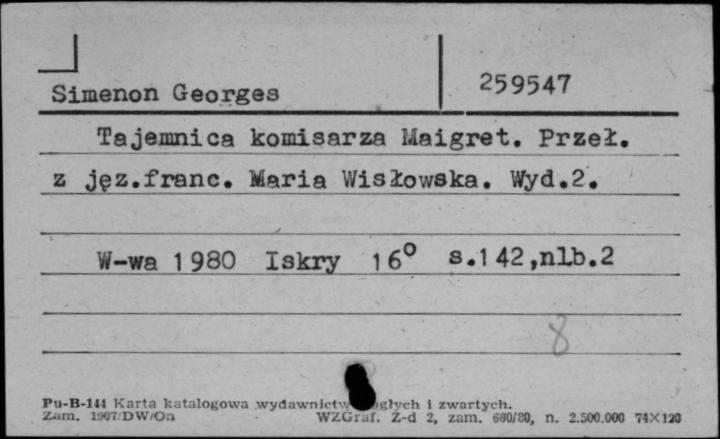 Simenon Georges 259547
Tajemnica komisarza Maigret. Przeł.
z jęz.franc. Maria Wisłowska. Wyd.2.
W-wa 1980 Iskry 16° s.142,nlb.2
8
Pu-B-144 Karta katalogowa wydawnictw i zwartych.
Zam. 1907/DW/On WZGraf. Z-d 2, zam. 660/80, n. 2.500.000 74×120